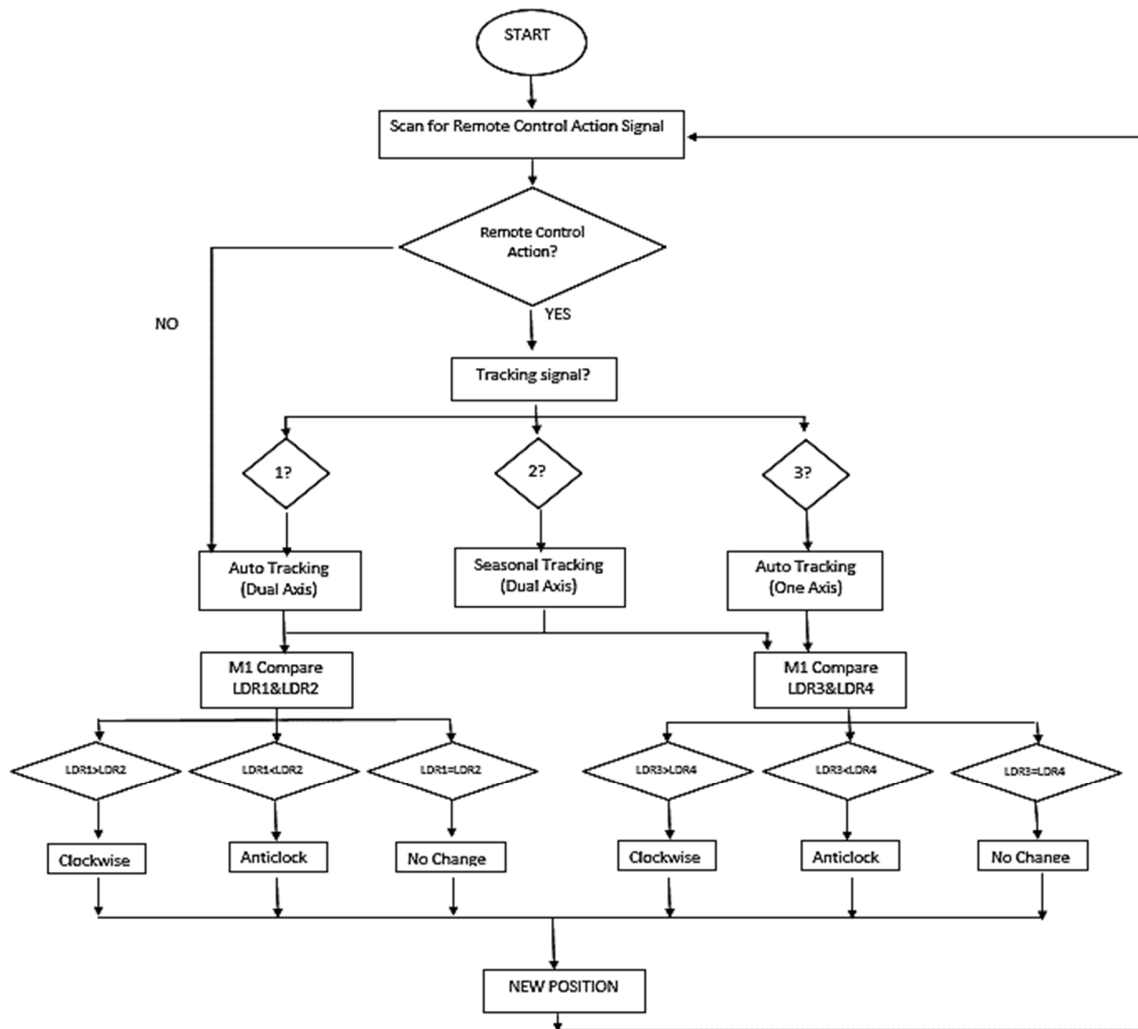 START
Scan for Remote Control Action Signal
Remote Control
Action?
YES
NO
Tracking signal?
1?
2?
3?
Auto Tracking
(Dual Axis)
Seasonal Tracking
(Dual Axis)
Auto Tracking
(One Axis)
M1 Compare
LDR1&LDR2
M1 Compare
LDR3&LDR4
LDR1>LDR2
LDR1<LDR2
LDR1=LDR2
LDR3>LDR4
LDR3<LDR4
LDR3=LDR4
Clockwise
Anticlock
No Change
Clockwise
Anticlock
No Change
NEW POSITION